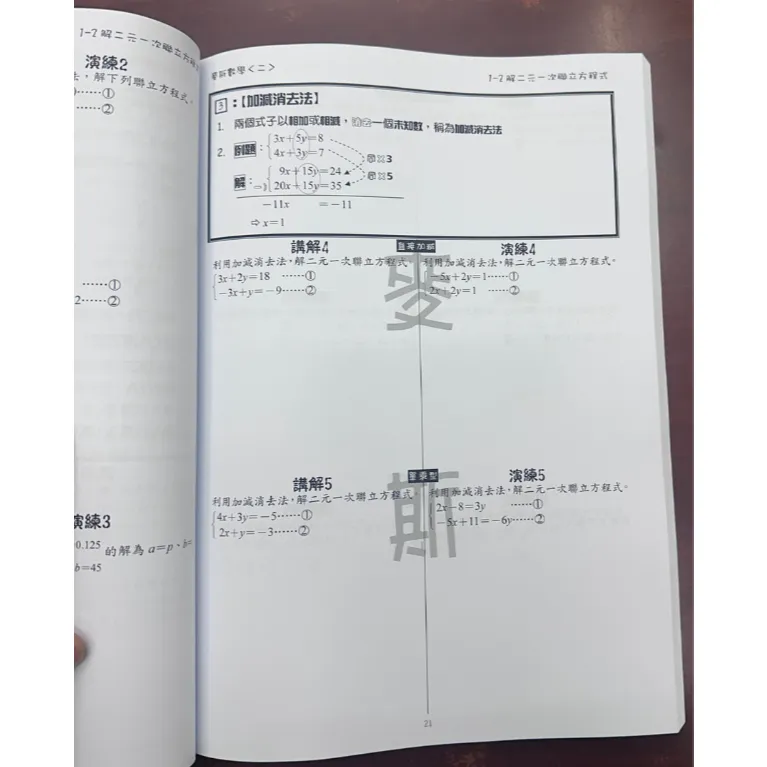 1-2 解二元一次聯立方程
演練2
法，解下列聯立方程式。
……①
……②
……①
2……②
演練3
0.125
的解為 a=p、b=
b=45
麥斯數學<二>
1-2 解二元一次聯立方程式
3：【加減消去法】
1. 兩個式子以相加或相減，消去一個未知數，稱為加減消去法
2. 例題：
3x+5y=8
4x+3y=7
同×3
同×5
解：
⇒
9x+15y=24
20x+15y=35
-11x =-11
⇒x=1
講解4
直接加減
演練4
利用加減消去法，解二元一次聯立方程式。
3x+2y=18 ……①
-3x+y=-9……②
利用加減消去法，解二元一次聯立方程式。
-5x+2y=1……①
2x+2y=1 ……②
麥
講解5
演練5
利用加減消去法，解二元一次聯立方程式。
4x+3y=-5……①
2x+y=-3……②
利用加減消去法，解二元一次聯立方程式。
2x-8=3y ……①
-5x+11=-6y……②
斯
21